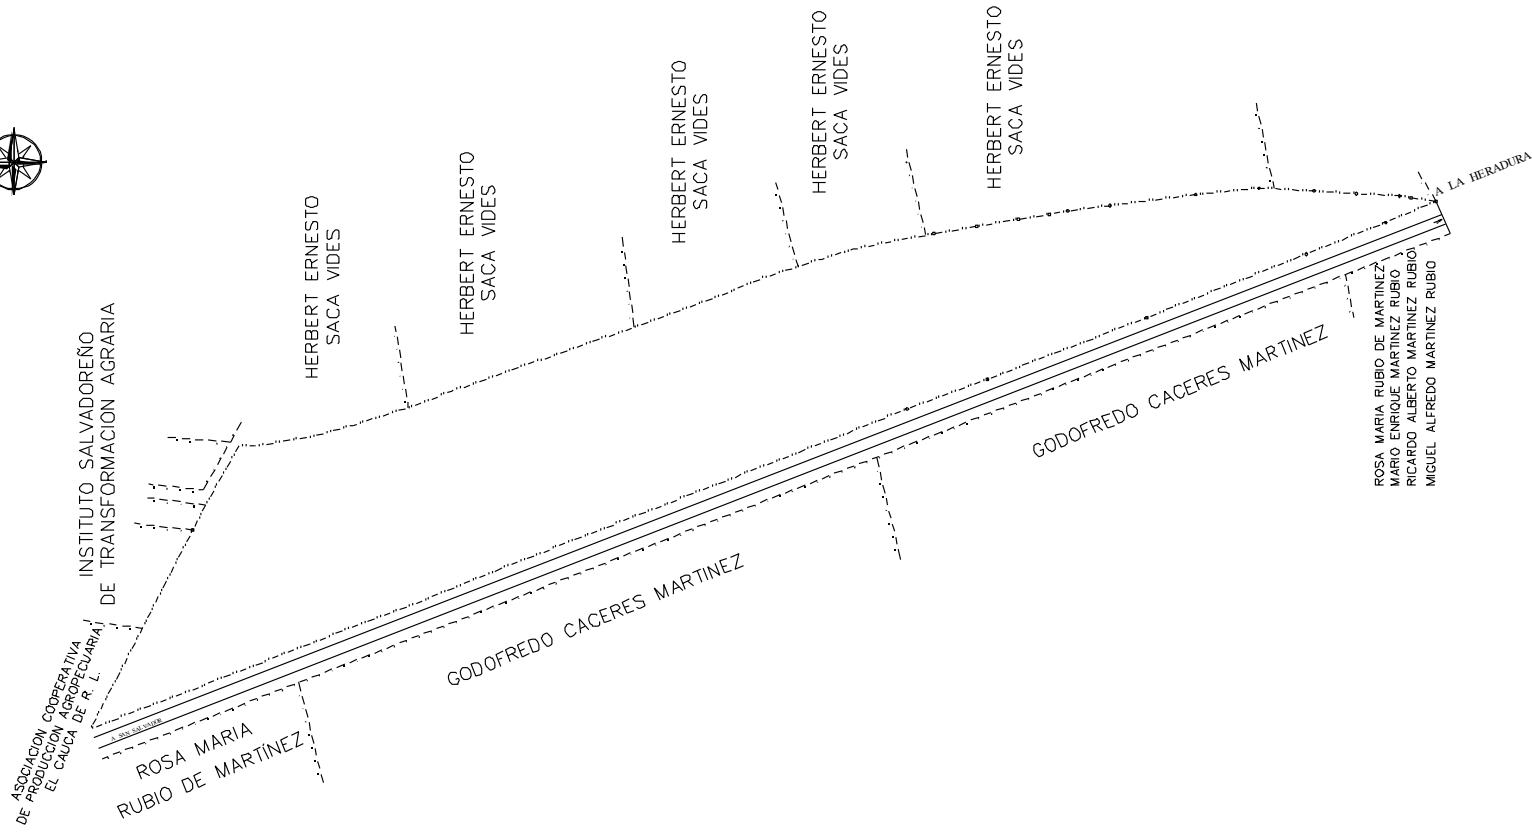 HERBERT ERNESTO
SACA VIDES
HERBERT ERNESTO
SACA VIDES
HERBERT ERNESTO
SACA VIDES
HERBERT ERNESTO
SACA VIDES
HERBERT ERNESTO
SACA VIDES
INSTITUTO SALVADOREÑO
DE TRANSFORMACION AGRARIA
ASOCIACION COOPERATIVA
DE PRODUCCION AGROPECUARIA
EL CAUCA DE R. L.
A SAN SALVADOR
A LA HERADURA
ROSA MARIA
RUBIO DE MARTÍNEZ
GODOFREDO CACERES MARTINEZ
GODOFREDO CACERES MARTINEZ
ROSA MARIA RUBIO DE MARTINEZ
MARIO ENRIQUE MARTINEZ RUBIO
RICARDO ALBERTO MARTINEZ RUBIO
MIGUEL ALFREDO MARTINEZ RUBIO